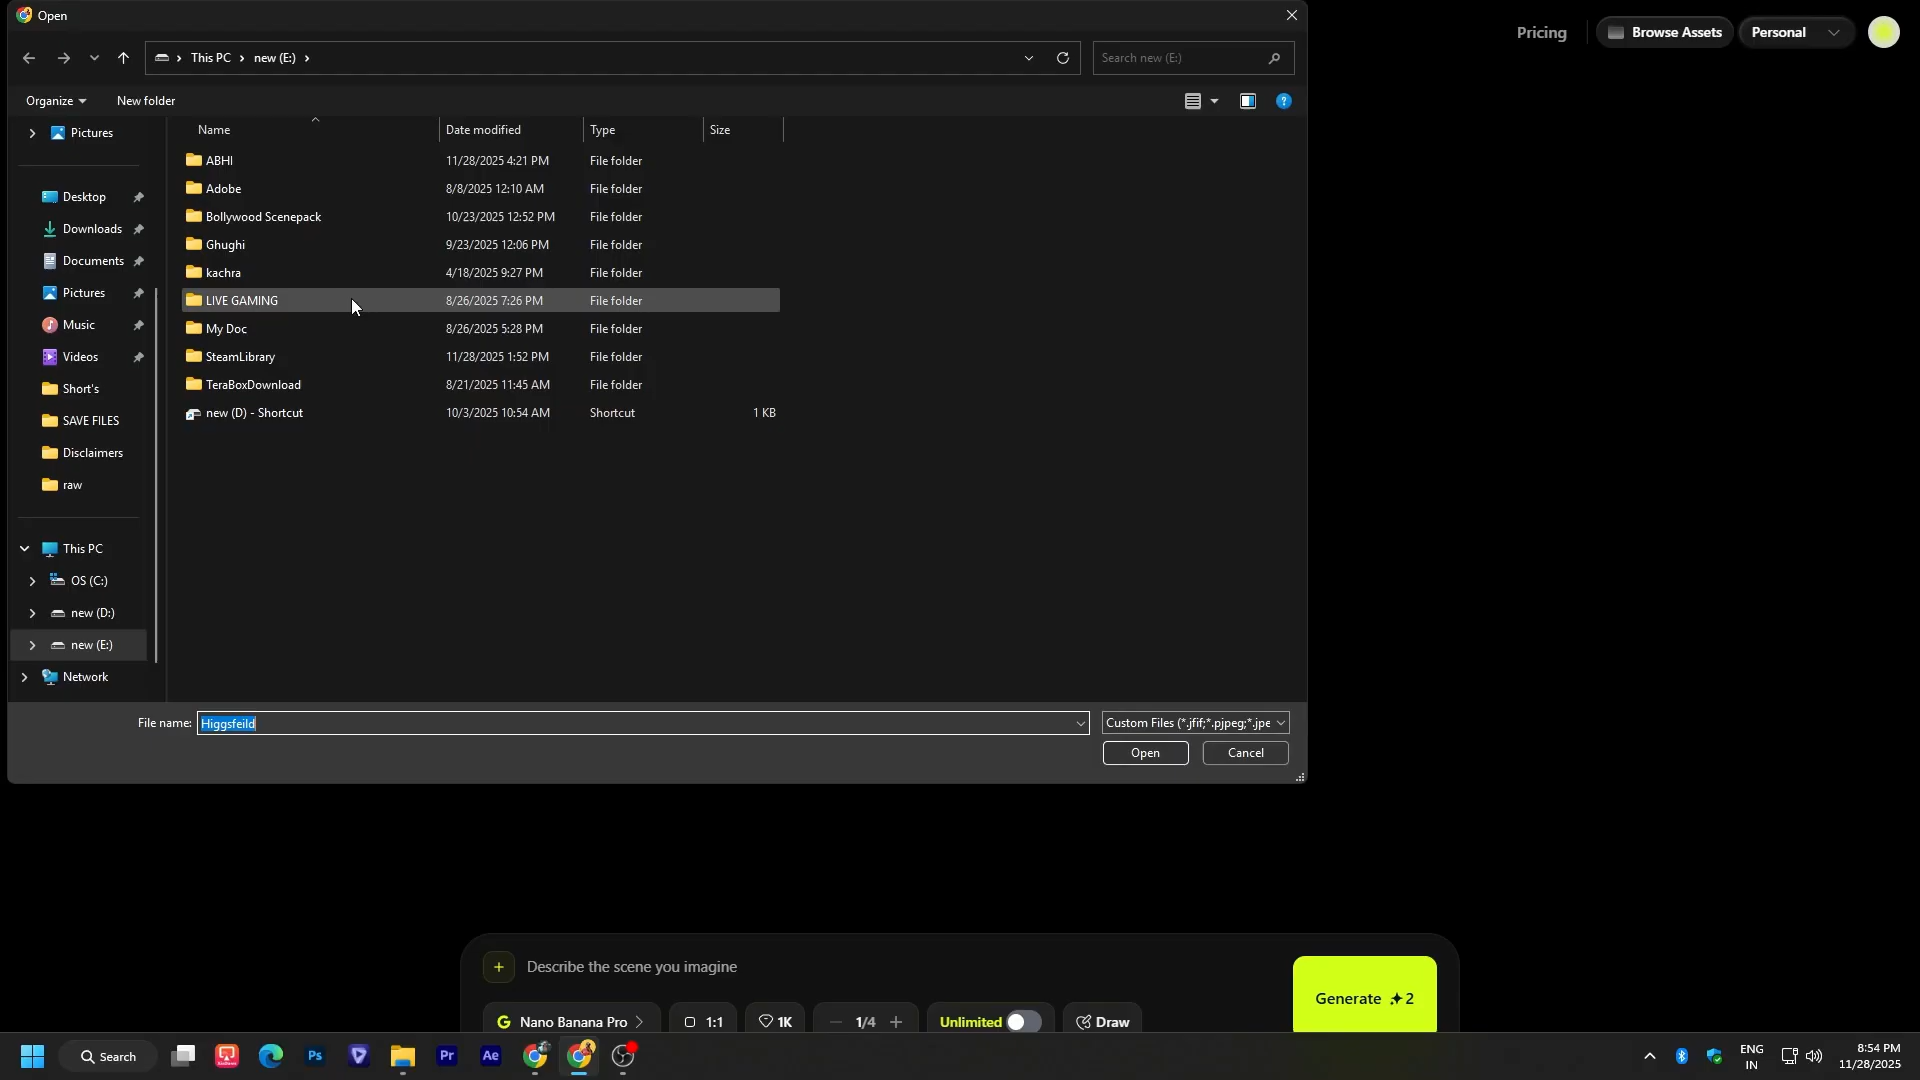 Open
This PC
new (E:)
Search new (E:)
Pricing
Browse Assets
Personal
Organize
New folder
Name
Date modified
Type
Size
Pictures
Desktop
Downloads
Documents
Pictures
Music
Videos
Short's
SAVE FILES
Disclaimers
raw
This PC
OS (C:)
new (D:)
new (E:)
Network
ABHI 11/28/2025 4:21 PM File folder
Adobe 8/8/2025 12:10 AM File folder
Bollywood Scenepack 10/23/2025 12:52 PM File folder
Ghughi 9/23/2025 12:06 PM File folder
kachra 4/18/2025 9:27 PM File folder
LIVE GAMING 8/26/2025 7:26 PM File folder
My Doc 8/26/2025 5:28 PM File folder
SteamLibrary 11/28/2025 1:52 PM File folder
TeraBoxDownload 8/21/2025 11:45 AM File folder
new (D) - Shortcut 10/3/2025 10:54 AM Shortcut 1 KB
File name: Higgsfeild
Custom Files (*.jfif;*.pjpeg;*.jpe
Open
Cancel
Describe the scene you imagine
Generate 2
G Nano Banana Pro
1:1
1K
1/4
Unlimited
Draw
Search
Ps
Pr
Ae
ENG
IN
8:54 PM
11/28/2025